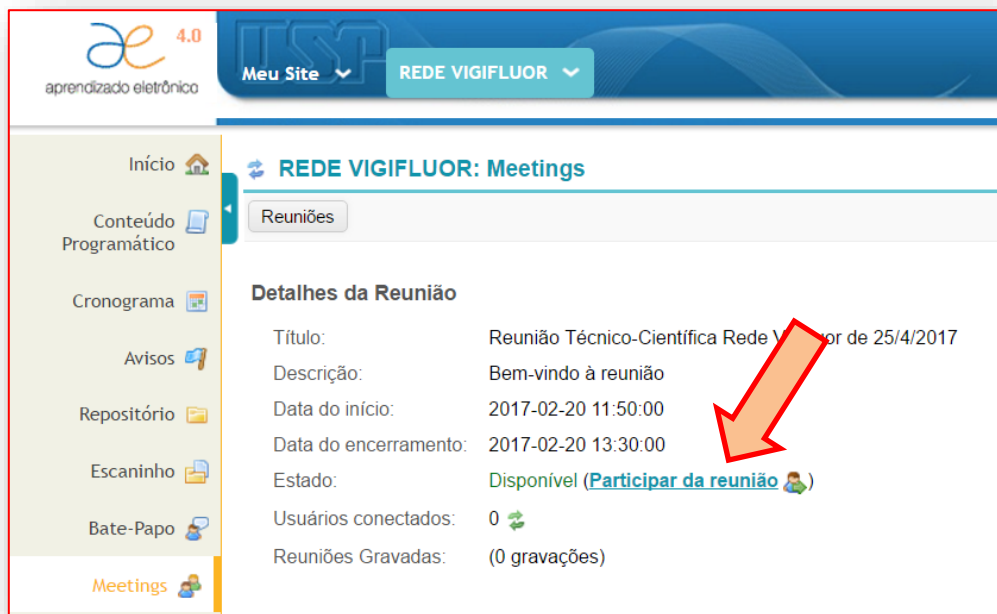 4.0
ae
aprendizado eletrônico
USP
Meu Site
REDE VIGIFLUOR
Início
Conteúdo
Programático
Cronograma
Avisos
Repositório
Escaninho
Bate-Papo
Meetings
REDE VIGIFLUOR: Meetings
Reuniões
Detalhes da Reunião
Título: Reunião Técnico-Científica Rede de 25/4/2017
Descrição: Bem-vindo à reunião
Data do início: 2017-02-20 11:50:00
Data do encerramento: 2017-02-20 13:30:00
Estado: Disponível (Participar da reunião)
Usuários conectados: 0
Reuniões Gravadas: (0 gravações)